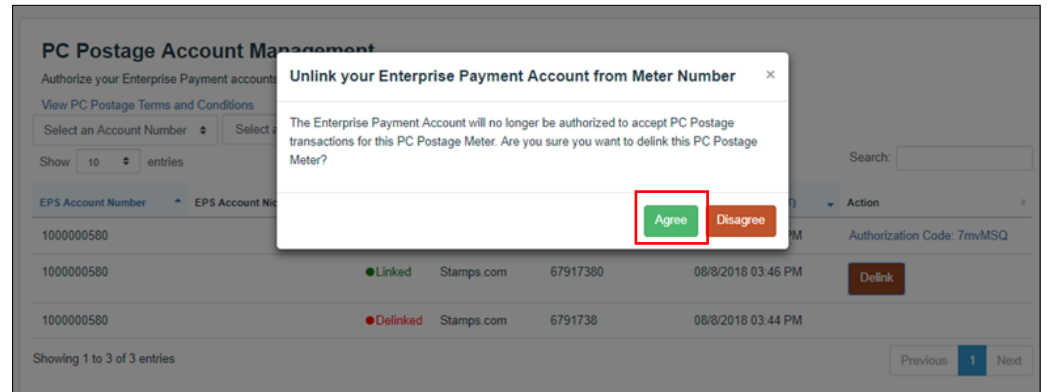 PC Postage Account Management
Authorize your Enterprise Payment accounts
View PC Postage Terms and Conditions
Select an Account Number Select a
Show 10 entries
Search:
Unlink your Enterprise Payment Account from Meter Number ×
The Enterprise Payment Account will no longer be authorized to accept PC Postage
transactions for this PC Postage Meter. Are you sure you want to delink this PC Postage
Meter?
Agree Disagree
EPS Account Number EPS Account Nic Action
1000000580 PM Authorization Code: 7mvMSQ
1000000580 Linked Stamps.com 67917380 08/8/2018 03:46 PM Delink
1000000580 Delinked Stamps.com 6791738 08/8/2018 03:44 PM
Showing 1 to 3 of 3 entries
Previous 1 Next